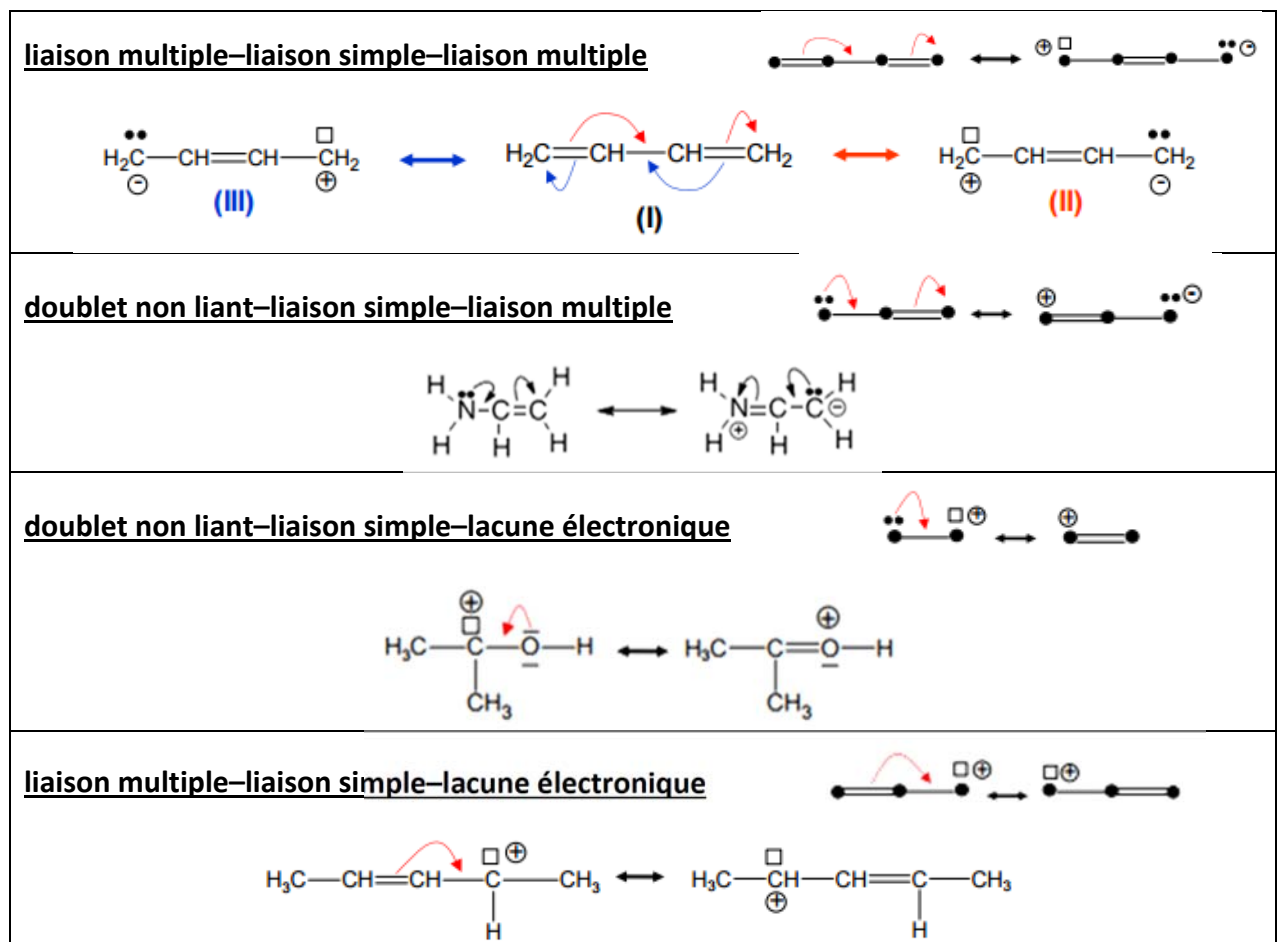 liaison multiple–liaison simple–liaison multiple
⊕ □ •• ⊖
•• □
H₂C—CH=CH—CH₂ H₂C=CH—CH=CH₂ H₂C—CH=CH—CH₂
⊖ ⊕ ⊕ ⊖
(III) (I) (II)
doublet non liant–liaison simple–liaison multiple
•• ⊕ •• ⊖
H H H H
N–C=C N=C–C ⊖
H H H H ⊕ H H
doublet non liant–liaison simple–lacune électronique
•• □ ⊕ ⊕
⊕ □ ⊕
H₃C—C—O—H H₃C—C=O—H
CH₃ CH₃
liaison multiple–liaison simple–lacune électronique
□ ⊕ □ ⊕
□ ⊕ □
H₃C—CH=CH—C—CH₃ H₃C—CH—CH=C—CH₃
H ⊕ H